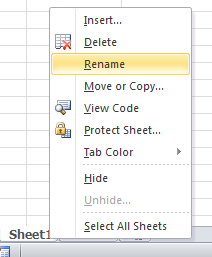 Insert...
Delete
Rename
Move or Copy...
View Code
Protect Sheet...
Tab Color
Hide
Unhide...
Select All Sheets
Sheet1